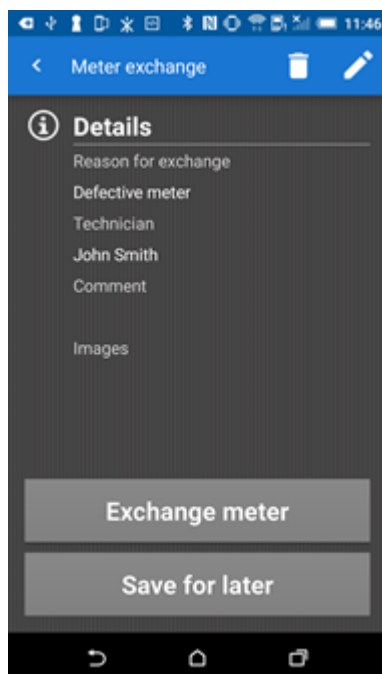 11:46
Meter exchange
Details
Reason for exchange
Defective meter
Technician
John Smith
Comment
Images
Exchange meter
Save for later